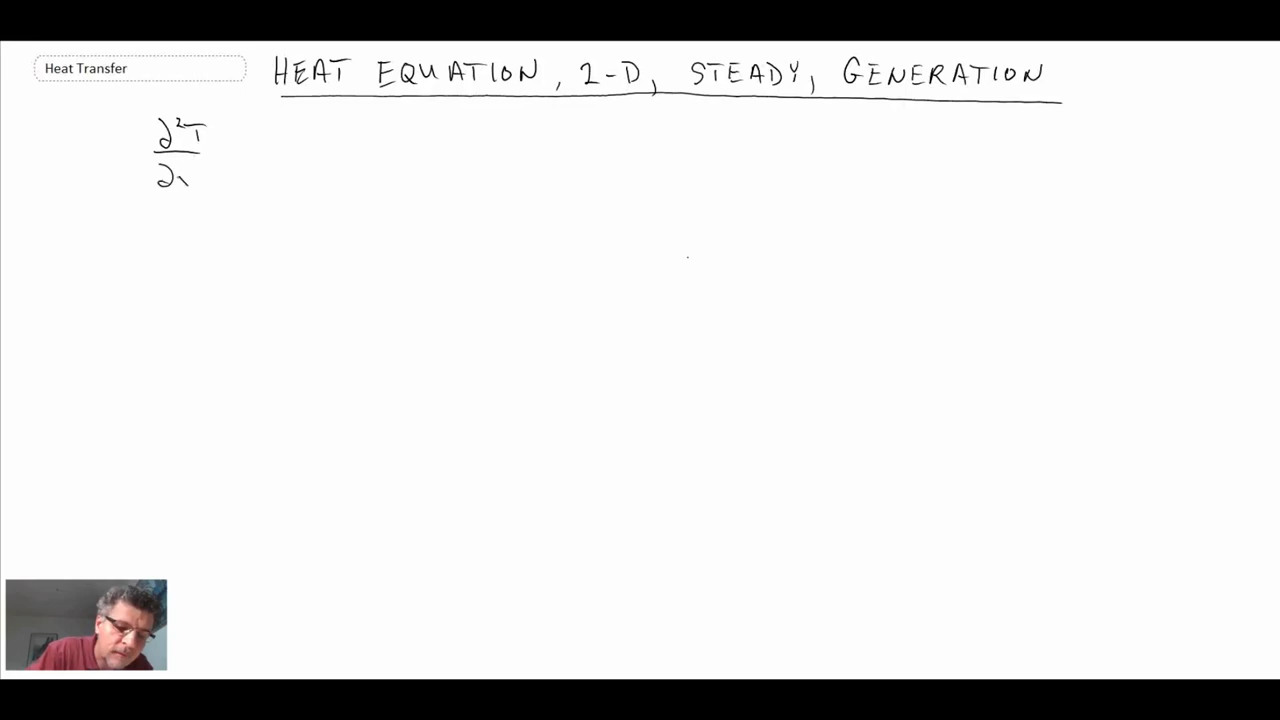 Heat Transfer
HEAT EQUATION, 2-D, STEADY, GENERATION
∂²T
∂